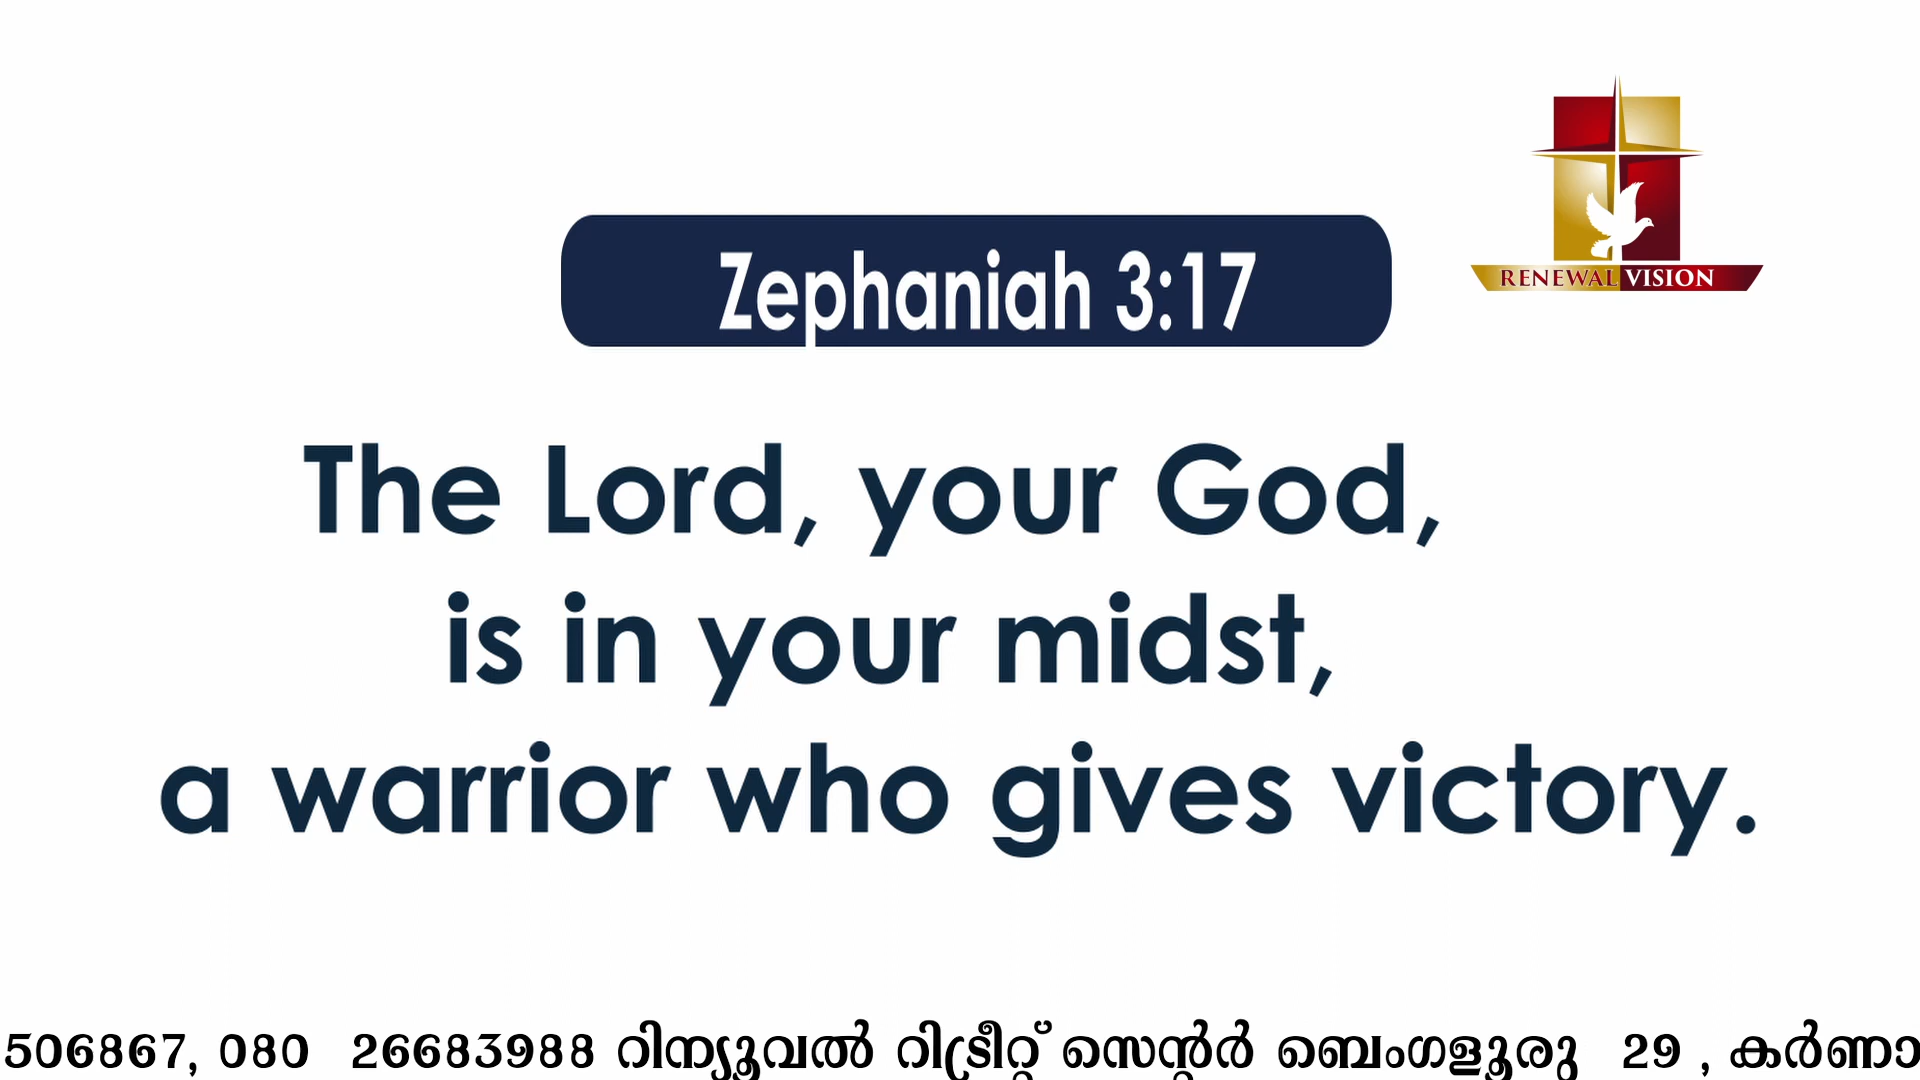 Zephaniah 3:17
RENEWAL VISION
The Lord, your God,
is in your midst,
a warrior who gives victory.
506867, 080 26683988 റിന്യൂവൽ റിട്രീറ്റ് സെന്റർ ബെംഗളൂരു 29 , കർണാ